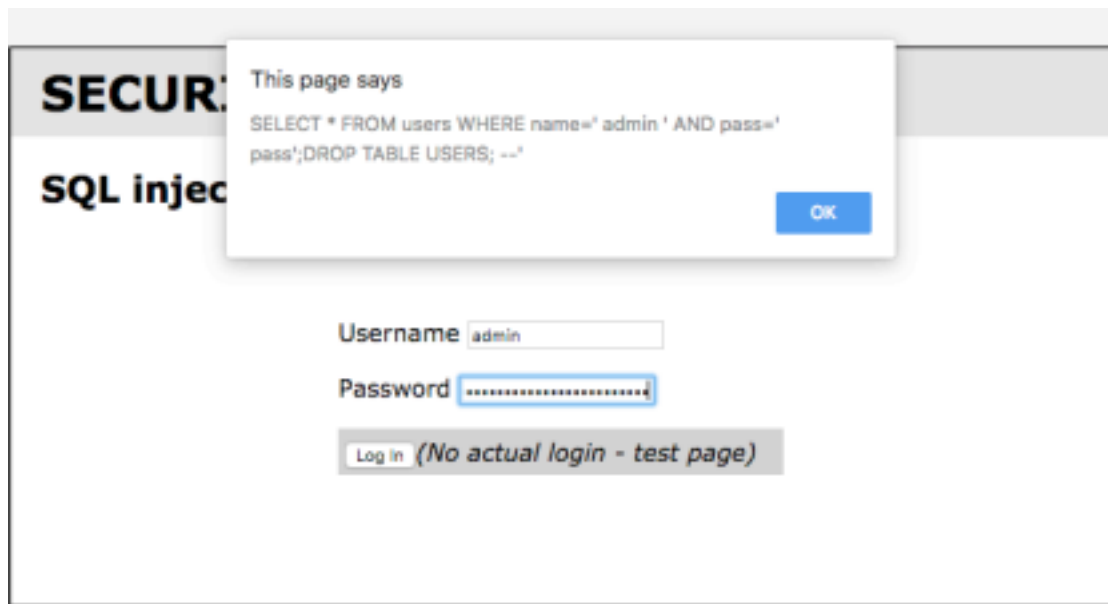 This page says
SELECT * FROM users WHERE name=' admin ' AND pass='
pass';DROP TABLE USERS; --'
OK
SECUR
SQL injec
Username admin
Password
Log In (No actual login - test page)